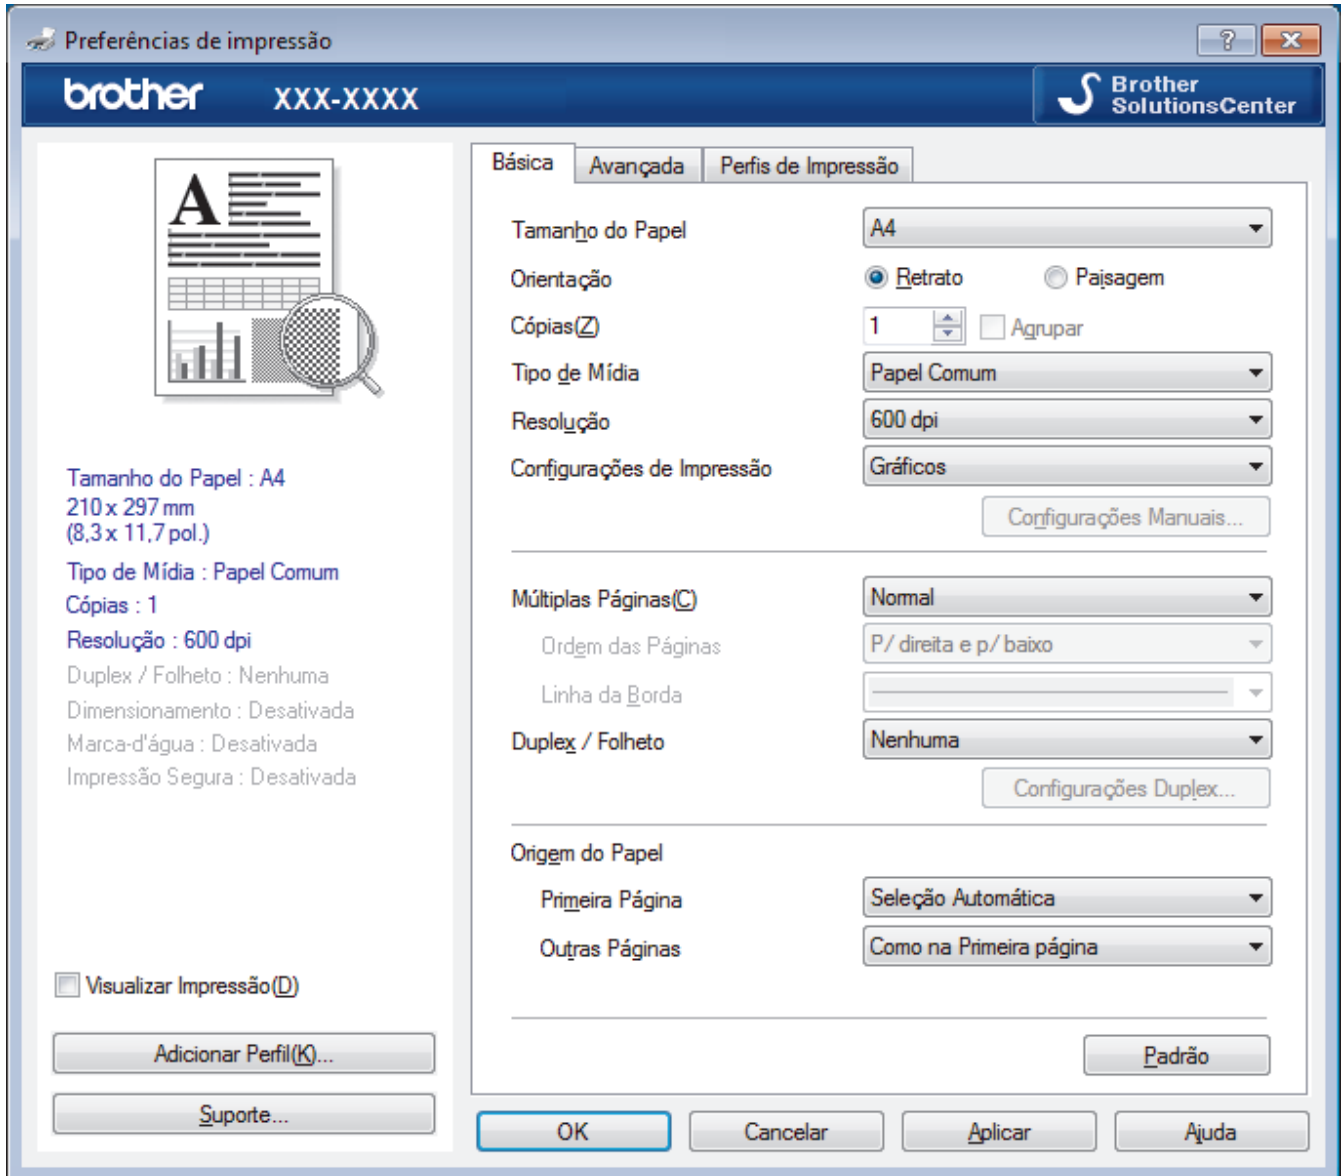 Preferências de impressão
?
brother XXX-XXXX
Brother
SolutionsCenter
A
Tamanho do Papel : A4
210 x 297 mm
(8,3 x 11,7 pol.)
Tipo de Mídia : Papel Comum
Cópias : 1
Resolução : 600 dpi
Duplex / Folheto : Nenhuma
Dimensionamento : Desativada
Marca-d'água : Desativada
Impressão Segura : Desativada
Visualizar Impressão(D)
Adicionar Perfil(K)...
Suporte...
Básica Avançada Perfis de Impressão
Tamanho do Papel A4
Orientação Retrato Paisagem
Cópias(Z) 1 Agrupar
Tipo de Mídia Papel Comum
Resolução 600 dpi
Configurações de Impressão Gráficos
Configurações Manuais...
Múltiplas Páginas(C) Normal
Ordem das Páginas P/ direita e p/ baixo
Linha da Borda
Duplex / Folheto Nenhuma
Configurações Duplex...
Origem do Papel
Primeira Página Seleção Automática
Outras Páginas Como na Primeira página
Padrão
OK Cancelar Aplicar Ajuda